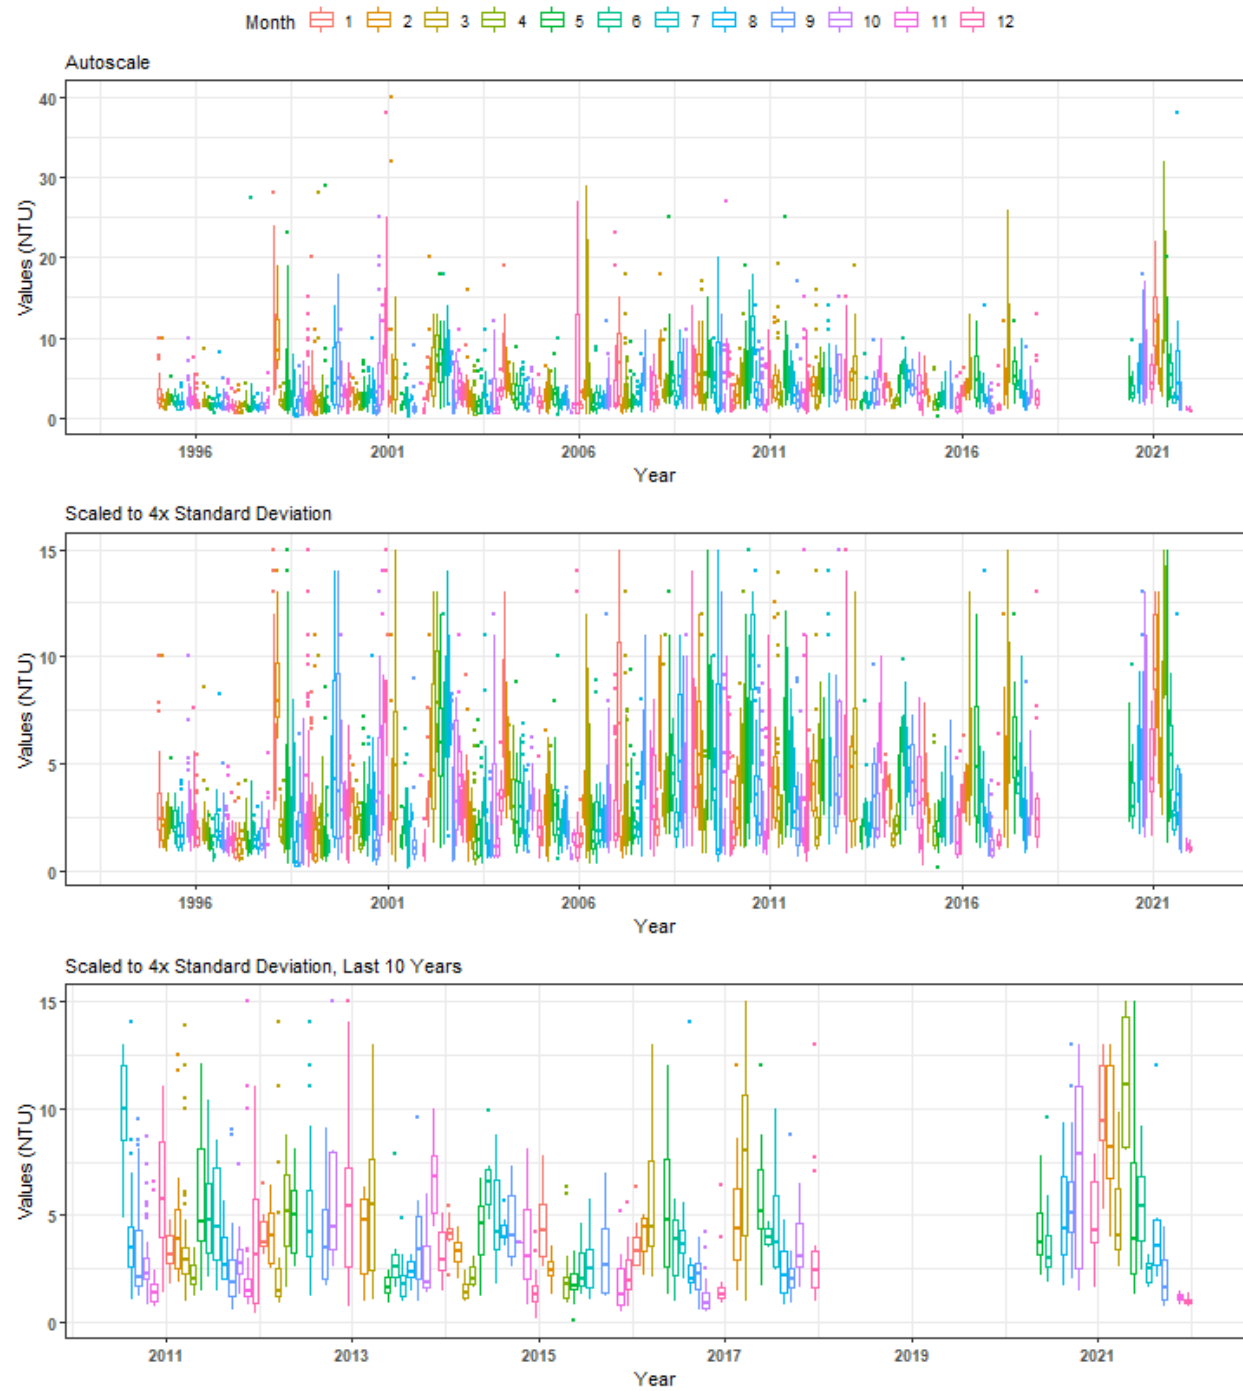 Month 1 2 3 4 5 6 7 8 9 10 11 12
Autoscale
40
30
20
10
0
Values (NTU)
1996 2001 2006 2011 2016 2021
Year
Scaled to 4x Standard Deviation
15
10
5
0
Values (NTU)
1996 2001 2006 2011 2016 2021
Year
Scaled to 4x Standard Deviation, Last 10 Years
15
10
5
0
Values (NTU)
2011 2013 2015 2017 2019 2021
Year